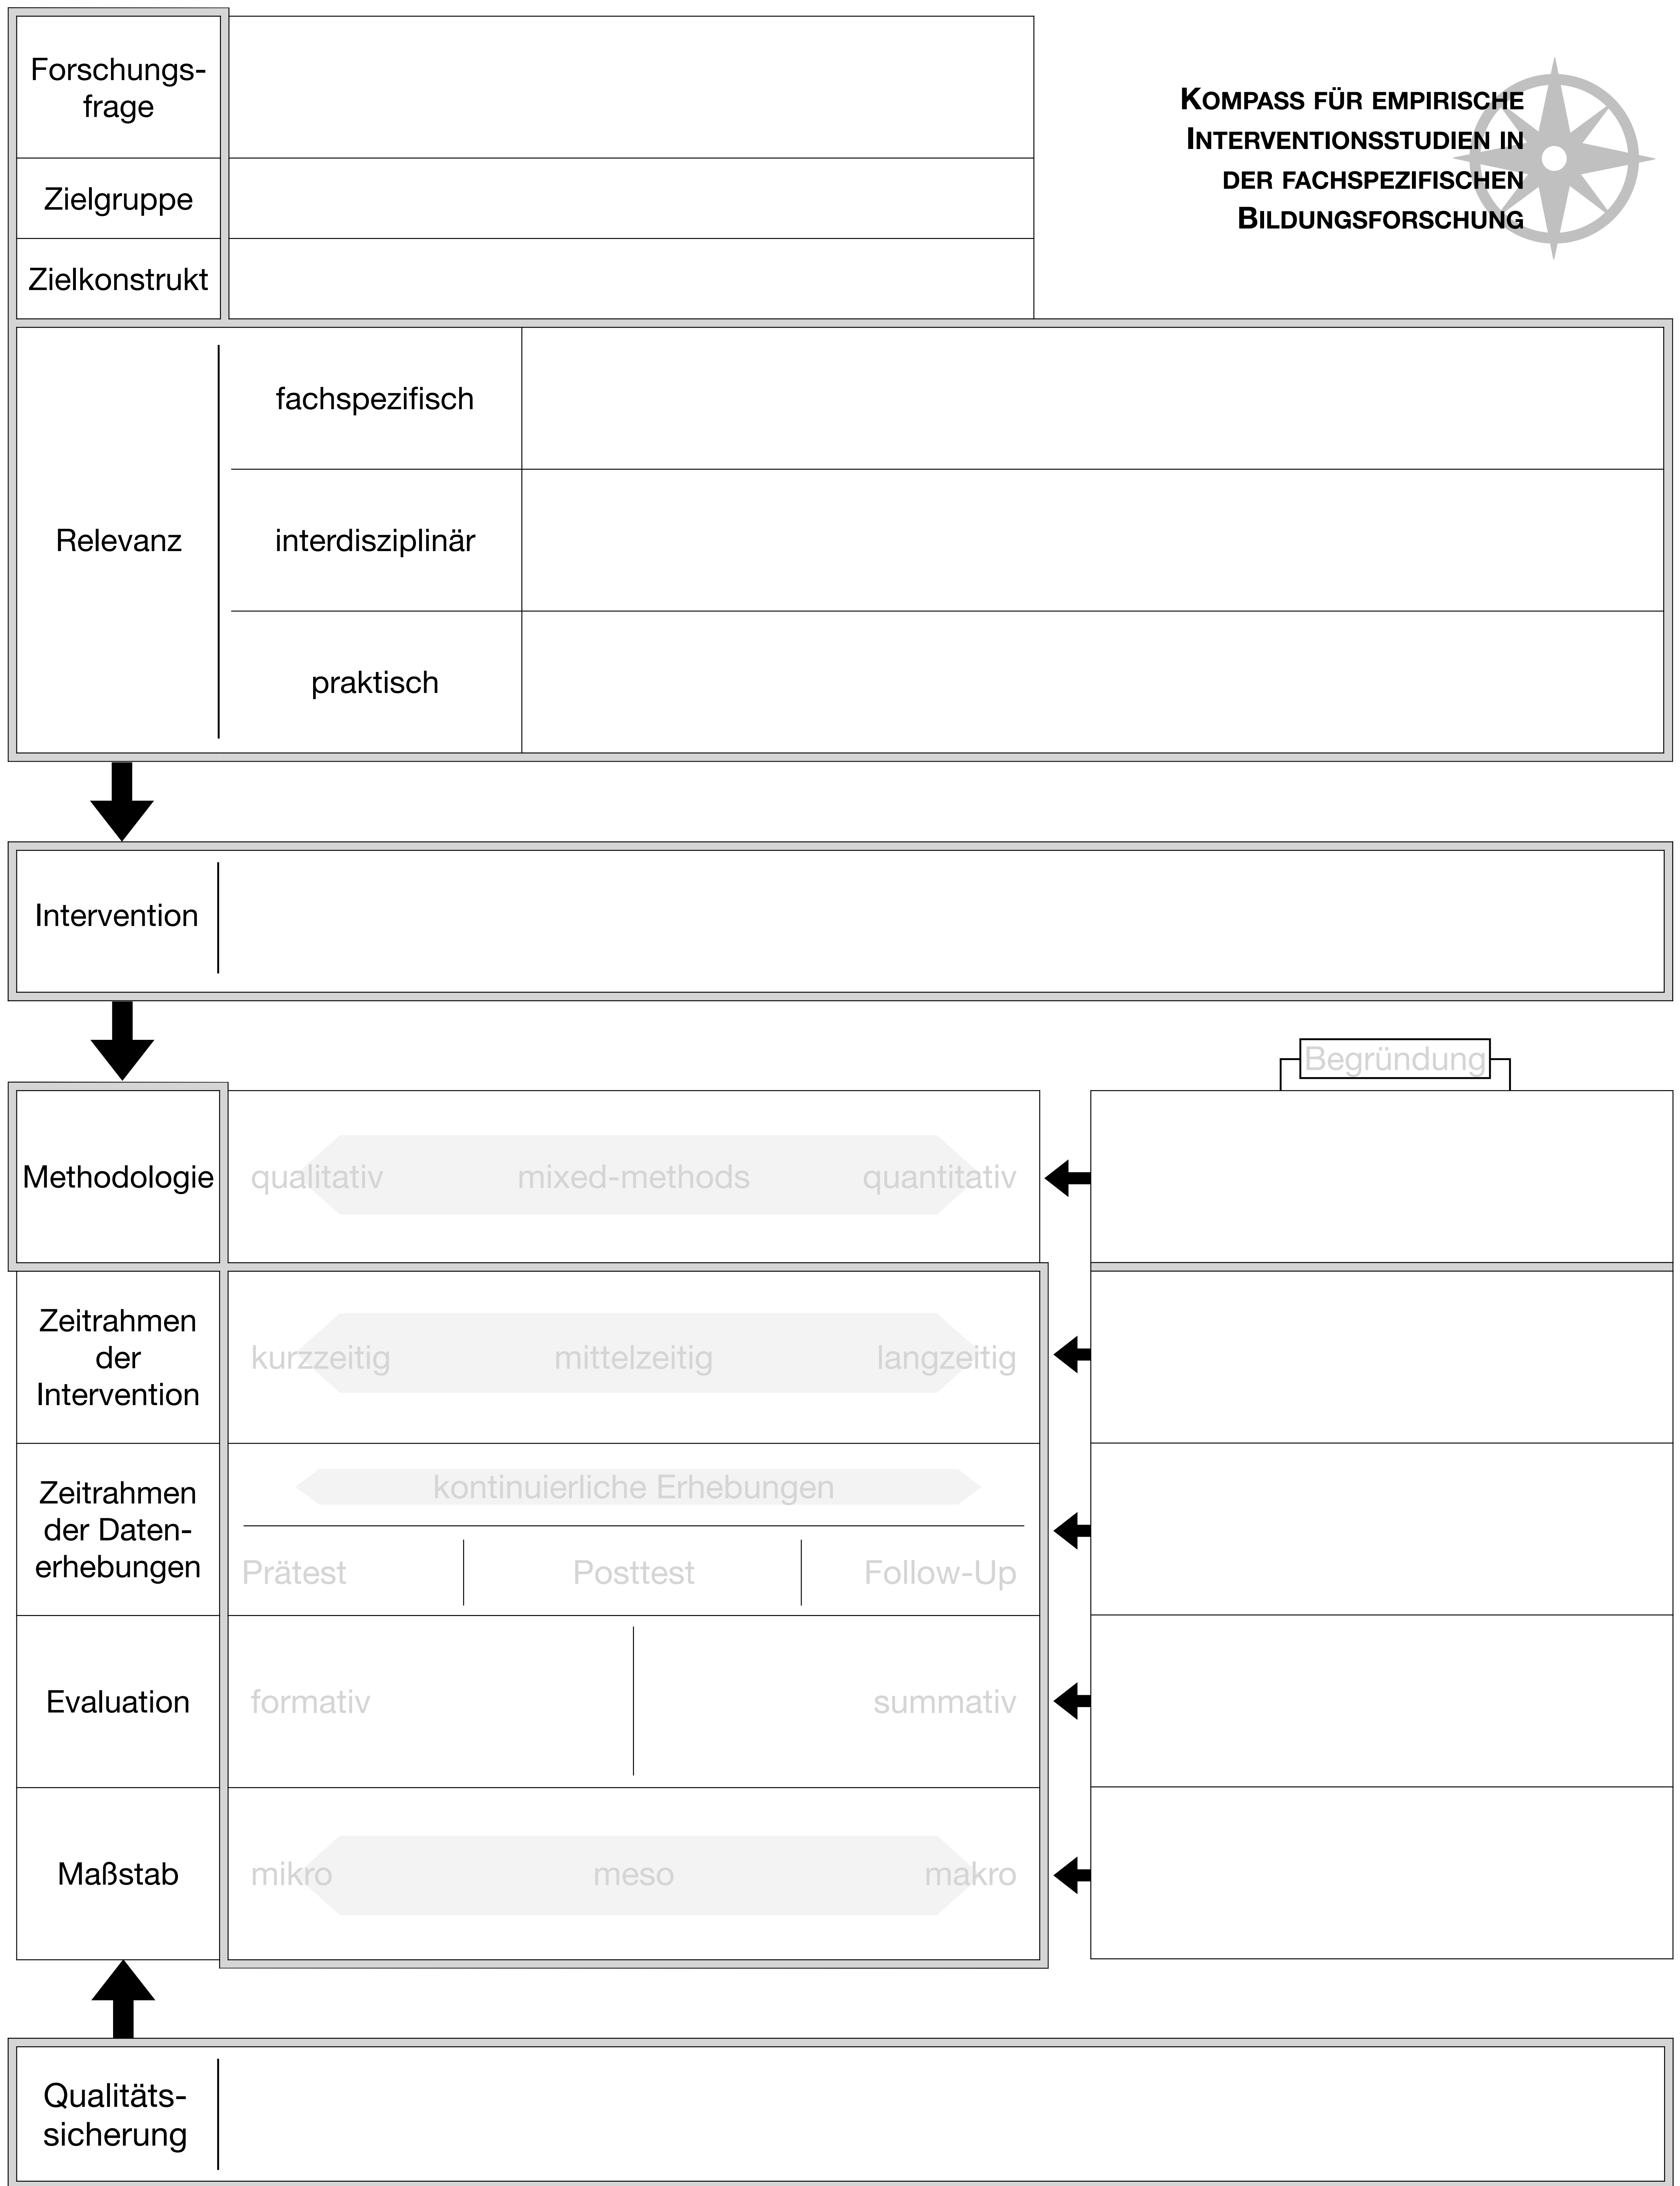 Forschungs-
frage
KOMPASS FÜR EMPIRISCHE
INTERVENTIONSSTUDIEN IN
DER FACHSPEZIFISCHEN
BILDUNGSFORSCHUNG
Zielgruppe
Zielkonstrukt
Relevanz
fachspezifisch
interdisziplinär
praktisch
Intervention
Begründung
Methodologie
qualitativ mixed-methods quantitativ
Zeitrahmen
der
Intervention
kurzzeitig mittelzeitig langzeitig
Zeitrahmen
der Daten-
erhebungen
kontinuierliche Erhebungen
Prätest Posttest Follow-Up
Evaluation
formativ summativ
Maßstab
mikro meso makro
Qualitäts-
sicherung